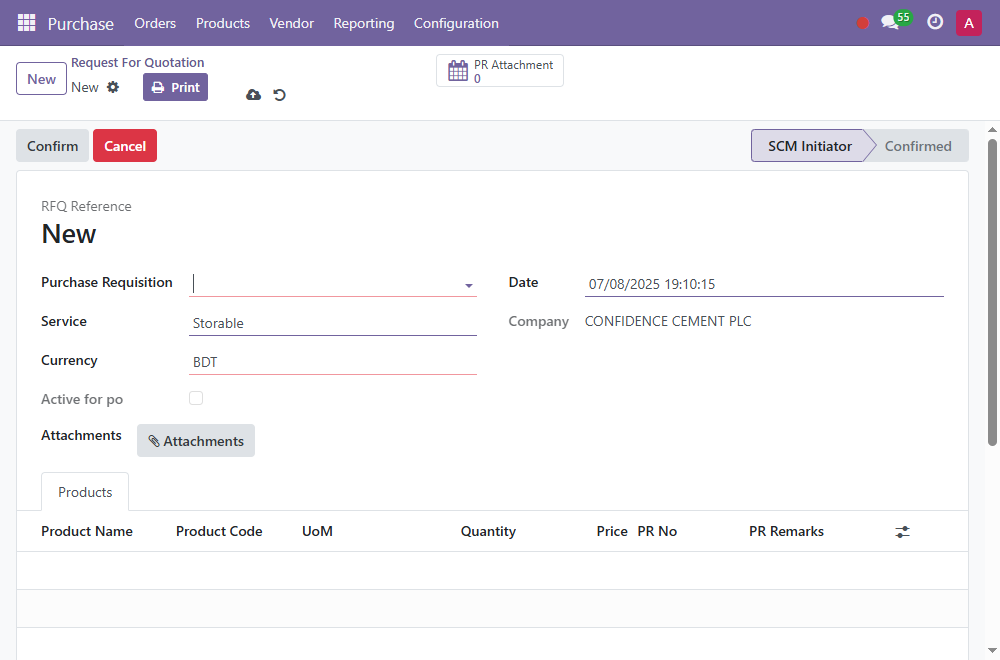 Purchase Orders Products Vendor Reporting Configuration 55 A
New
Request For Quotation
New
Print
PR Attachment
0
Confirm Cancel SCM Initiator Confirmed
RFQ Reference
New
Purchase Requisition
Date 07/08/2025 19:10:15
Service Storable
Company CONFIDENCE CEMENT PLC
Currency BDT
Active for po
Attachments Attachments
Products
Product Name Product Code UoM Quantity Price PR No PR Remarks